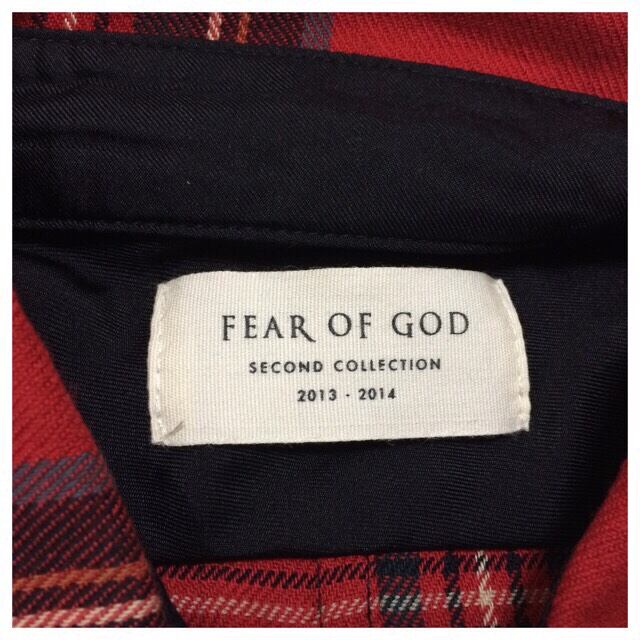 FEAR OF GOD
SECOND COLLECTION
2013 - 2014